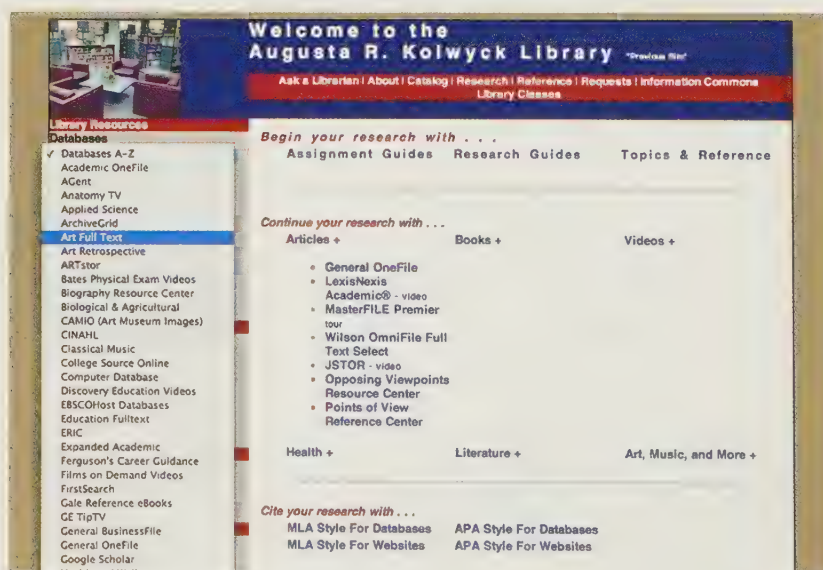 Welcome to the
Augusta R. Kolwyck Library "Previous film"
Ask a Librarian | About | Catalog | Research | Reference | Requests | Information Commons
Library Classes
Library Resources
Databases
✓ Databases A-Z
Academic OneFile
AGent
Anatomy TV
Applied Science
ArchiveGrid
Art Full Text
Art Retrospective
ARTstor
Bates Physical Exam Videos
Biography Resource Center
Biological & Agricultural
CAMIO (Art Museum Images)
CINAHL
Classical Music
College Source Online
Computer Database
Discovery Education Videos
EBSCOHost Databases
Education Fulltext
ERIC
Expanded Academic
Ferguson's Career Guidance
Films on Demand Videos
FirstSearch
Gale Reference eBooks
GE TipTV
General BusinessFile
General OneFile
Google Scholar
Begin your research with . . .
Assignment Guides Research Guides Topics & Reference
Continue your research with . . .
Articles + Books + Videos +
• General OneFile
• LexisNexis
Academic® - video
• MasterFILE Premier
tour
• Wilson OmniFile Full
Text Select
• JSTOR - video
• Opposing Viewpoints
Resource Center
• Points of View
Reference Center
Health + Literature + Art, Music, and More +
Cite your research with . . .
MLA Style For Databases APA Style For Databases
MLA Style For Websites APA Style For Websites